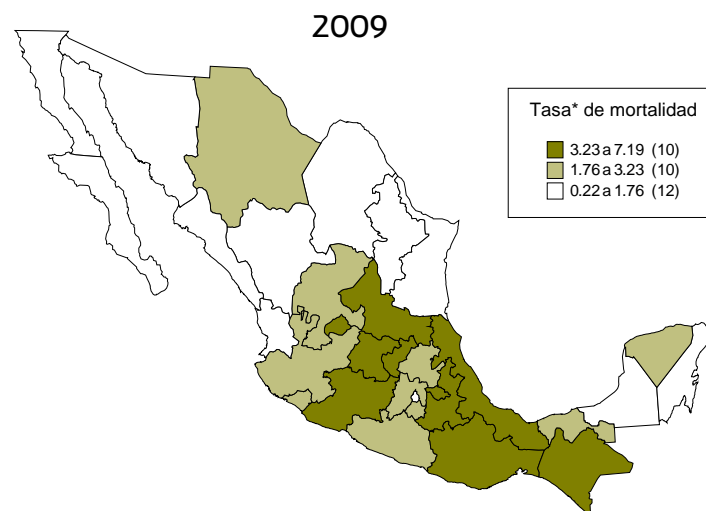 2009
Tasa* de mortalidad
3.23 a 7.19 (10)
1.76 a 3.23 (10)
0.22 a 1.76 (12)